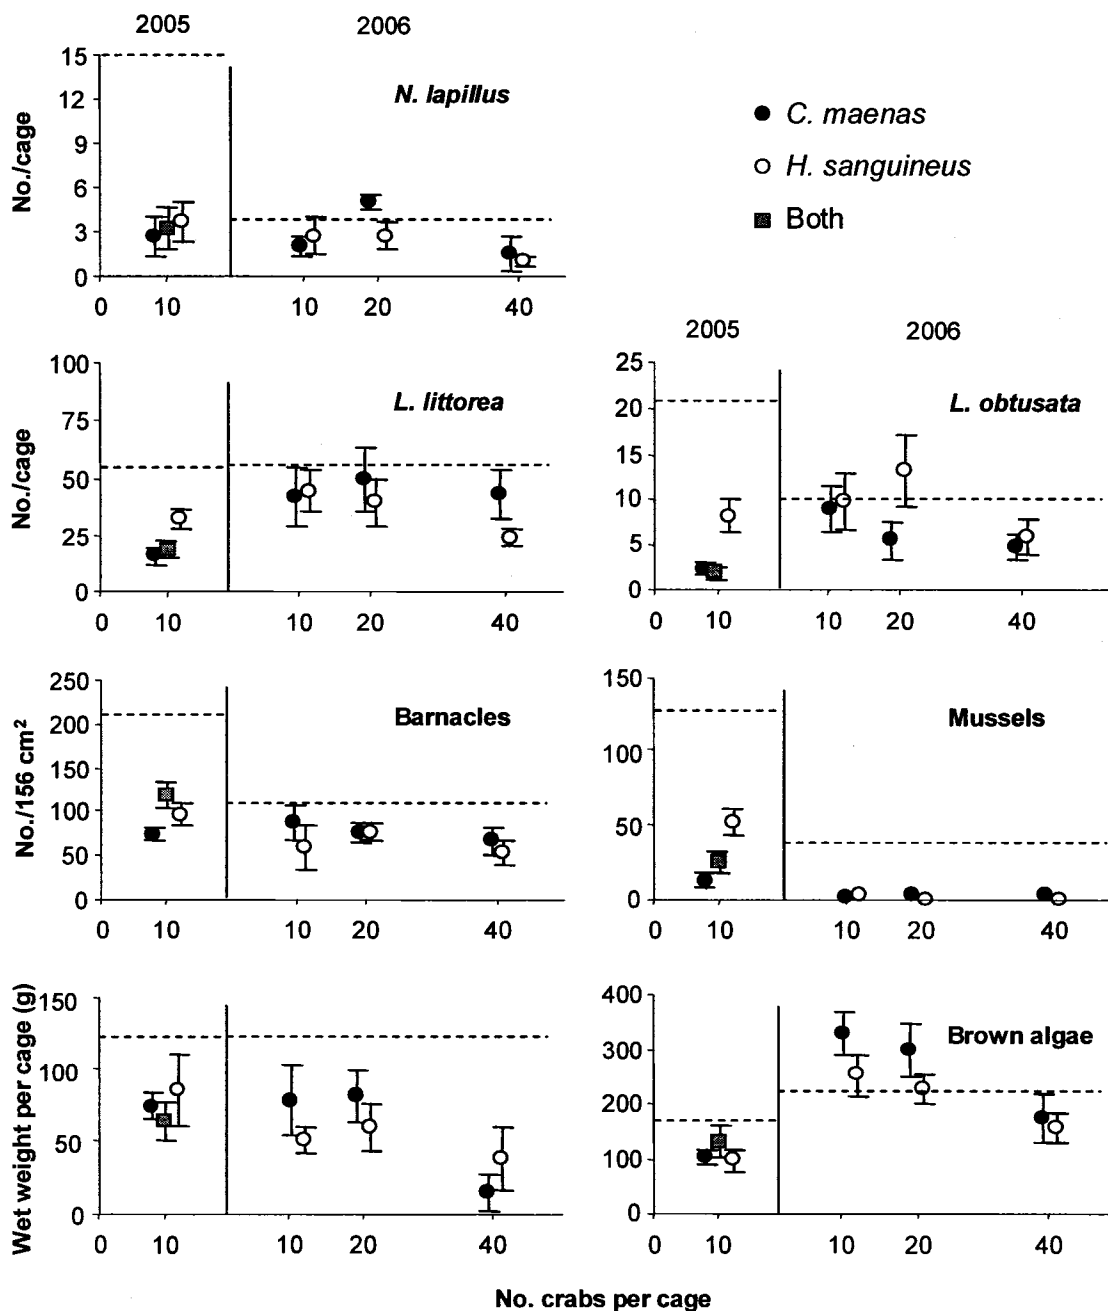 2005 2006
15
12
9
6
3
0
No./cage
N. lapillus
0 10 10 20 40
C. maenas
H. sanguineus
Both
100
75
50
25
0
No./cage
L. littorea
0 10 10 20 40
2005 2006
25
20
15
10
5
0
L. obtusata
0 10 10 20 40
250
200
150
100
50
0
No./156 cm²
Barnacles
0 10 10 20 40
150
100
50
0
Mussels
0 10 10 20 40
150
100
50
0
Wet weight per cage (g)
0 10 10 20 40
400
300
200
100
0
Brown algae
0 10 10 20 40
No. crabs per cage